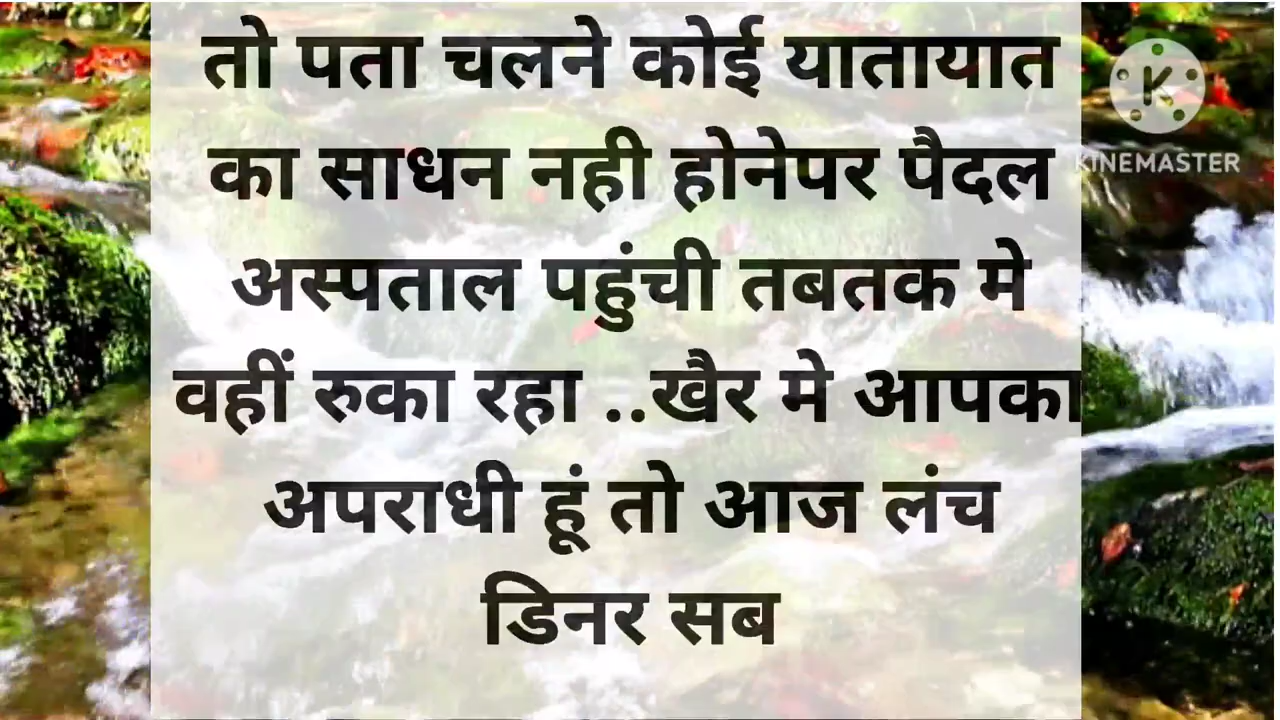 तो पता चलने कोई यातायात
का साधन नही होनेपर पैदल
अस्पताल पहुंची तबतक मे
वहीं रुका रहा ..खैर मे आपका
अपराधी हूं तो आज लंच
डिनर सब
K
KINEMASTER